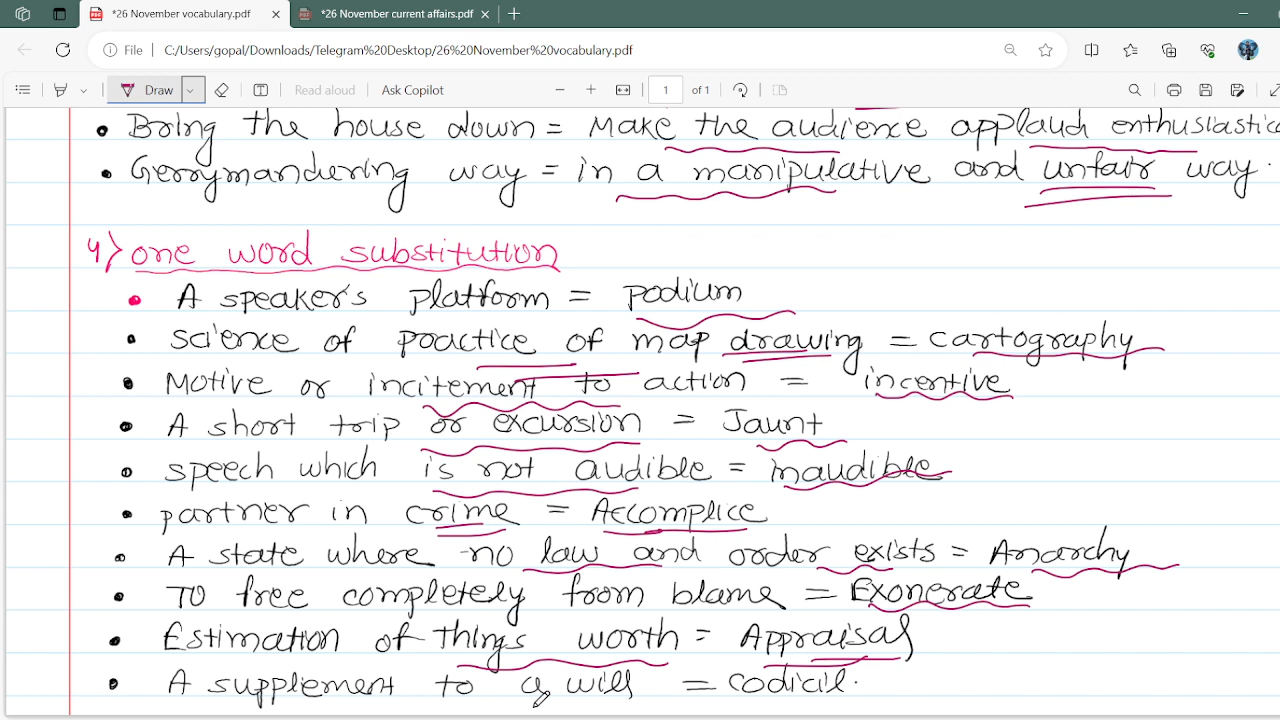 *26 November vocabulary.pdf
*26 November current affairs.pdf
File C:/Users/gopal/Downloads/Telegram%20Desktop/26%20November%20vocabulary.pdf
Draw Read aloud Ask Copilot 1 of 1
Bring the house down = Make the audience applaud enthusiastica
Gerrymandering way = in a manipulative and unfair way.
4) one word substitution
A speaker's platform = podium
science of practice of map drawing = cartography
Motive or incitement to action = incentive
A short trip or excursion = Jaunt
speech which is not audible = inaudible
partner in crime = Accomplice
A state where no law and order exists = Anarchy
To free completely from blame = Exonerate
Estimation of things worth = Appraisal
A supplement to a will = codicil.